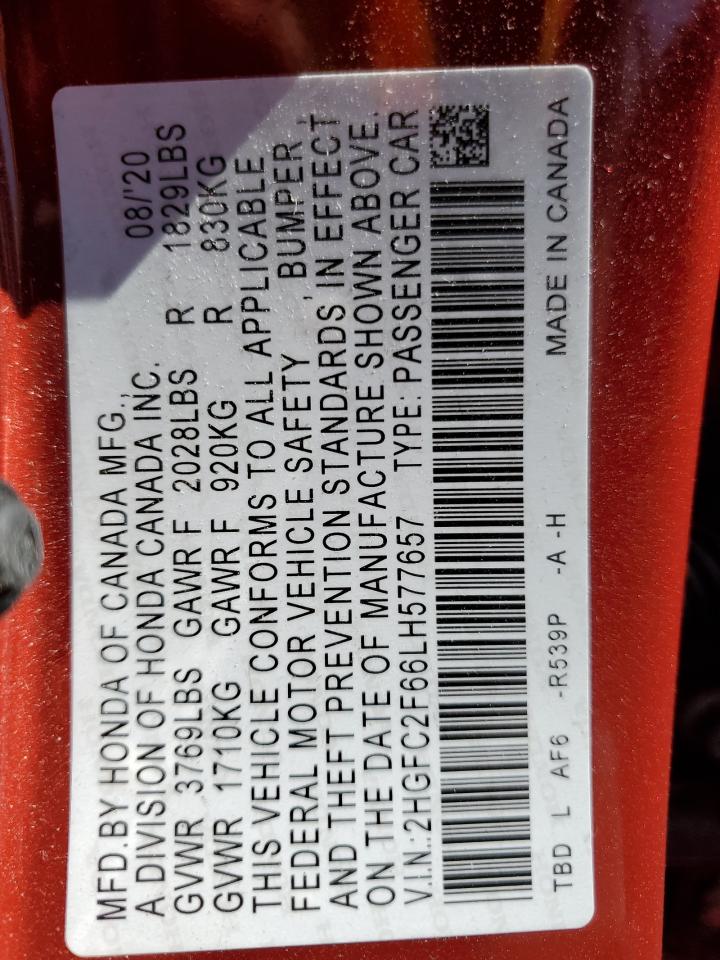 MFD.BY HONDA OF CANADA MFG.,
A DIVISION OF HONDA CANADA INC. 08/'20
GVWR 3769LBS GAWR F 2028LBS R 1829LBS
GVWR 1710KG GAWR F 920KG R 830KG
THIS VEHICLE CONFORMS TO ALL APPLICABLE
FEDERAL MOTOR VEHICLE SAFETY , BUMPER ,
AND THEFT PREVENTION STANDARDS IN EFFECT
ON THE DATE OF MANUFACTURE SHOWN ABOVE.
V.I.N.:2HGFC2F66LH577657 TYPE: PASSENGER CAR
TBD L AF6 -R539P -A -H MADE IN CANADA